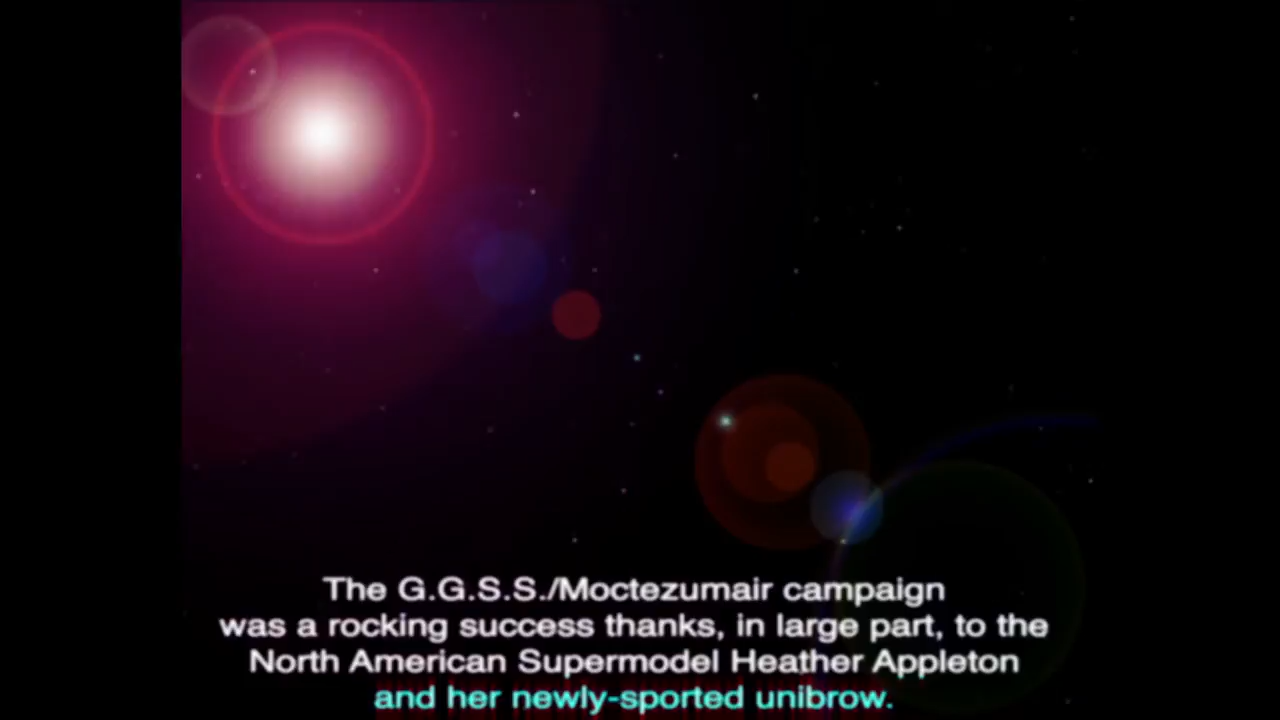 The G.G.S.S./Moctezumair campaign
was a rocking success thanks, in large part, to the
North American Supermodel Heather Appleton
and her newly-sported unibrow.